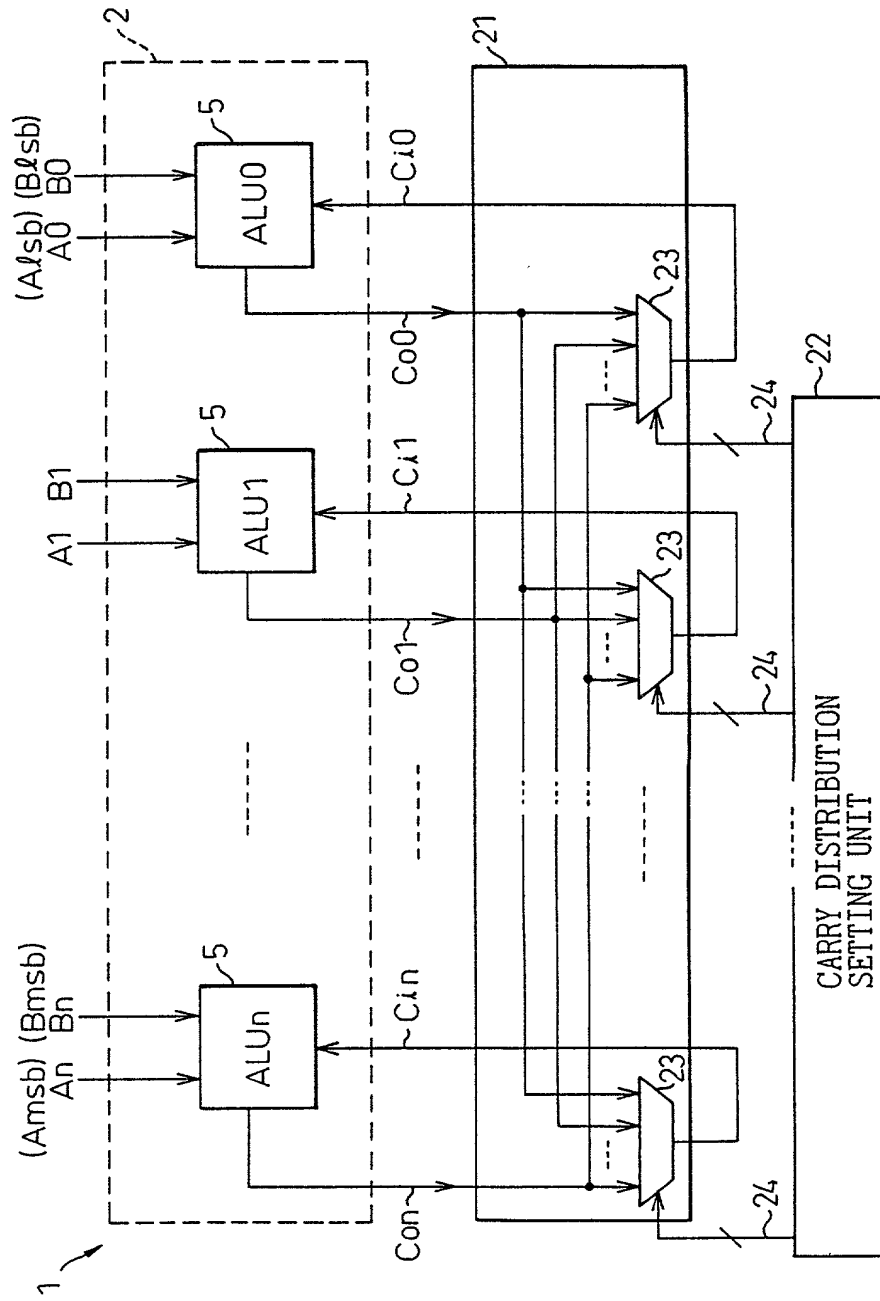 1
2
(Amsb) (Bmsb)
An Bn
A1 B1
(Aℓsb) (Bℓsb)
A0 B0
5
ALUn
5
ALU1
5
ALU0
Con
Cin
Co1
Ci1
Co0
Ci0
21
23
23
23
24
24
24
22
CARRY DISTRIBUTION
SETTING UNIT